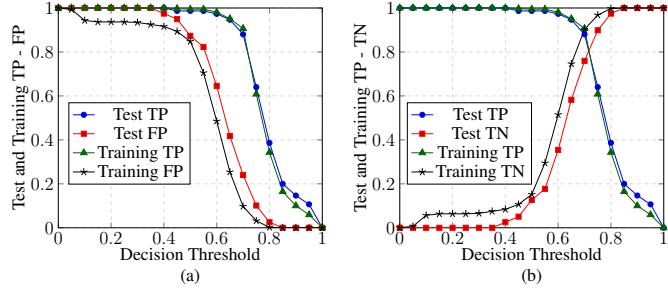 Test and Training TP - FP
1
0.8
0.6
0.4
0.2
0
Test TP
Test FP
Training TP
Training FP
0 0.2 0.4 0.6 0.8 1
Decision Threshold
(a)
Test and Training TP - TN
1
0.8
0.6
0.4
0.2
0
Test TP
Test TN
Training TP
Training TN
0 0.2 0.4 0.6 0.8 1
Decision Threshold
(b)